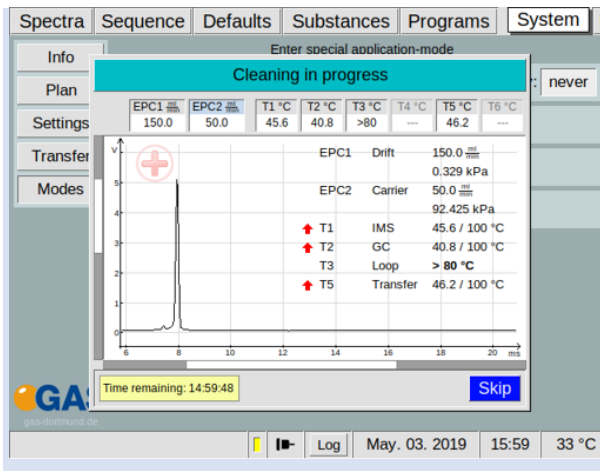 Spectra Sequence Defaults Substances Programs System
Info
Enter special application-mode
Cleaning in progress
Plan
: never
EPC1 ml/min EPC2 ml/min T1 °C T2 °C T3 °C T4 °C T5 °C T6 °C
Settings
150.0 50.0 45.6 40.8 >80 --- 46.2 ---
Transfer
V
EPC1 Drift 150.0 ml/min
0.329 kPa
Modes
5
EPC2 Carrier 50.0 ml/min
92.425 kPa
4
T1 IMS 45.6 / 100 °C
3
T2 GC 40.8 / 100 °C
T3 Loop > 80 °C
2
T5 Transfer 46.2 / 100 °C
1
0
6 8 10 12 14 16 18 20 ms
Time remaining: 14:59:48
Skip
GAS
gas-dortmund.de
Log May. 03. 2019 15:59 33 °C